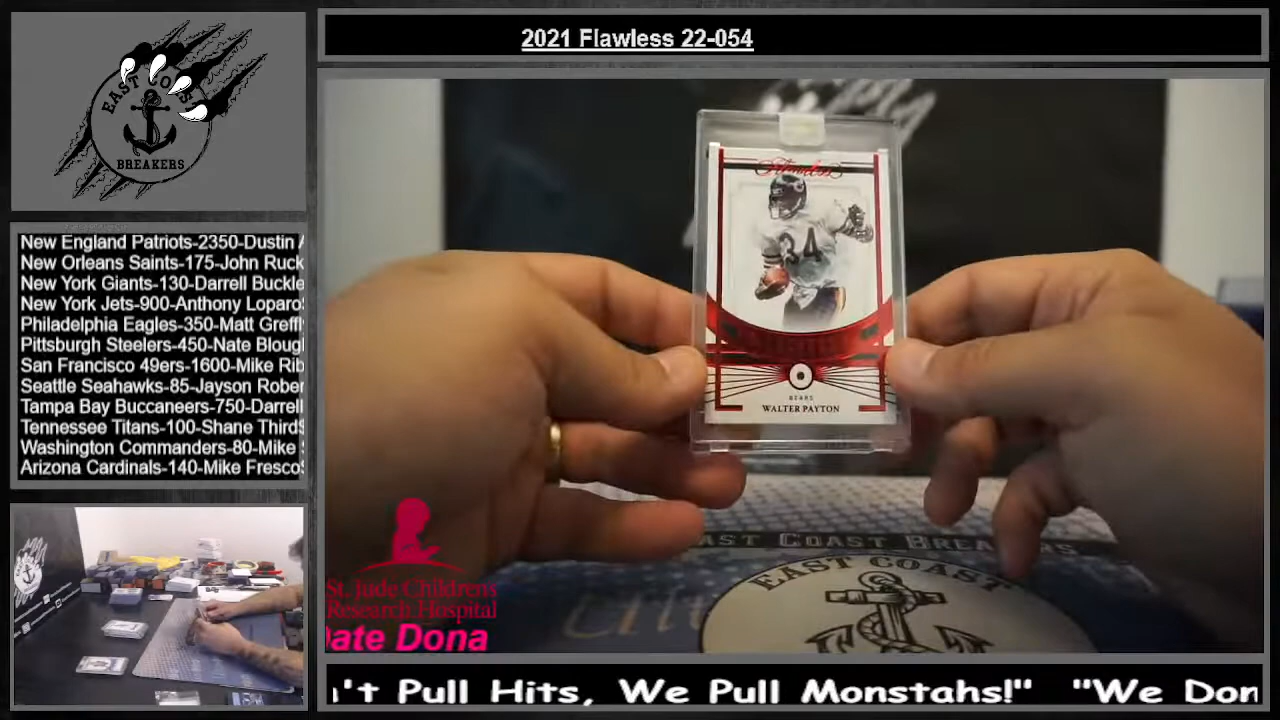 EAST COAST
BREAKERS
2021 Flawless 22-054
New England Patriots-2350-Dustin
New Orleans Saints-175-John Ruck
New York Giants-130-Darrell Buckle
New York Jets-900-Anthony Loparo
Philadelphia Eagles-350-Matt Greffl
Pittsburgh Steelers-450-Nate Bloug
San Francisco 49ers-1600-Mike Rib
Seattle Seahawks-85-Jayson Rober
Tampa Bay Buccaneers-750-Darrell
Tennessee Titans-100-Shane Third
Washington Commanders-80-Mike
Arizona Cardinals-140-Mike Fresco
Flawless
34
BEARS
WALTER PAYTON
EAST COAST BREAKERS
EAST COAST
St. Jude Children's
Research Hospital
ate Dona
't Pull Hits, We Pull Monstahs!" "We Don